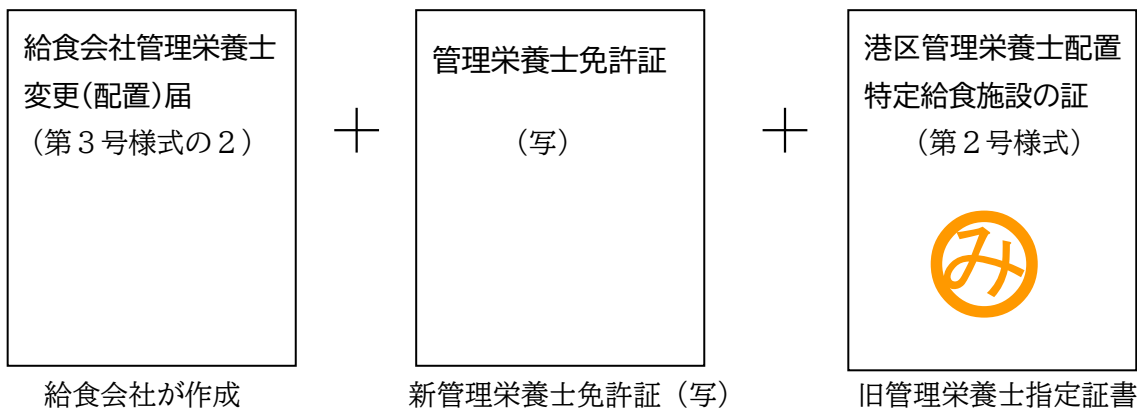 給食会社管理栄養士
変更(配置)届
（第３号様式の２）
＋
管理栄養士免許証
（写）
＋
港区管理栄養士配置
特定給食施設の証
（第２号様式）
み
給食会社が作成
新管理栄養士免許証（写）
旧管理栄養士指定証書